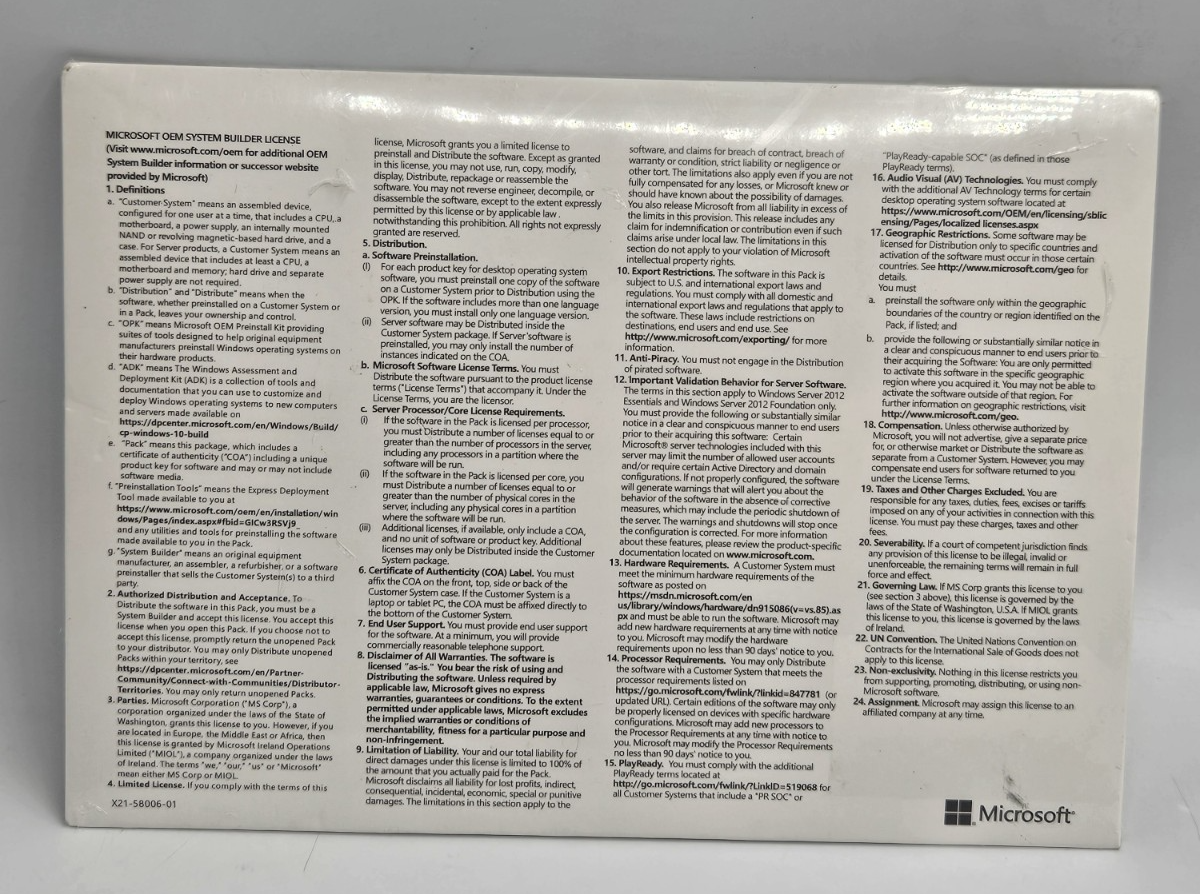 MICROSOFT OEM SYSTEM BUILDER LICENSE
(Visit www.microsoft.com/oem for additional OEM
System Builder information or successor website
provided by Microsoft)
1. Definitions
a. "Customer System" means an assembled device,
configured for one user at a time, that includes a CPU, a
motherboard, a power supply, an internally mounted
NAND or revolving magnetic-based hard drive, and a
case. For Server products, a Customer System means an
assembled device that includes at least a CPU, a
motherboard and memory; hard drive and separate
power supply are not required.
b. "Distribution" and "Distribute" means when the
software, whether preinstalled on a Customer System or
in a Pack, leaves your ownership and control.
c. "OPK" means Microsoft OEM Preinstall Kit providing
suites of tools designed to help original equipment
manufacturers preinstall Windows operating systems on
their hardware products.
d. "ADK" means The Windows Assessment and
Deployment Kit (ADK) is a collection of tools and
documentation that you can use to customize and
deploy Windows operating systems to new computers
and servers made available on
https://dpcenter.microsoft.com/en/Windows/Build/
cp-windows-10-build
e. "Pack" means this package, which includes a
certificate of authenticity ("COA") including a unique
product key for software and may or may not include
software media.
f. "Preinstallation Tools" means the Express Deployment
Tool made available to you at
https://www.microsoft.com/oem/en/installation/win
dows/Pages/index.aspx#fbid=GICw3RSVj9_
and any utilities and tools for preinstalling the software
made available to you in the Pack.
g. "System Builder" means an original equipment
manufacturer, an assembler, a refurbisher, or a software
preinstaller that sells the Customer System(s) to a third
party.
2. Authorized Distribution and Acceptance. To
Distribute the software in this Pack, you must be a
System Builder and accept this license. You accept this
license when you open this Pack. If you choose not to
accept this license, promptly return the unopened Pack
to your distributor. You may only Distribute unopened
Packs within your territory, see
https://dpcenter.microsoft.com/en/Partner-
Community/Connect-with-Communities/Distributor-
Territories. You may only return unopened Packs.
3. Parties. Microsoft Corporation ("MS Corp"), a
corporation organized under the laws of the State of
Washington, grants this license to you. However, if you
are located in Europe, the Middle East or Africa, then
this license is granted by Microsoft Ireland Operations
Limited ("MIOL"), a company organized under the laws
of Ireland. The terms "we," "our," "us" or "Microsoft"
mean either MS Corp or MIOL.
4. Limited License. If you comply with the terms of this
X21-58006-01
license, Microsoft grants you a limited license to
preinstall and Distribute the software. Except as granted
in this license, you may not use, run, copy, modify,
display, Distribute, repackage or reassemble the
software. You may not reverse engineer, decompile, or
disassemble the software, except to the extent expressly
permitted by this license or by applicable law .
notwithstanding this prohibition. All rights not expressly
granted are reserved.
5. Distribution.
a. Software Preinstallation.
(i) For each product key for desktop operating system
software, you must preinstall one copy of the software
on a Customer System prior to Distribution using the
OPK. If the software includes more than one language
version, you must install only one language version.
(ii) Server software may be Distributed inside the
Customer System package. If Server software is
preinstalled, you may only install the number of
instances indicated on the COA.
b. Microsoft Software License Terms. You must
Distribute the software pursuant to the product license
terms ("License Terms") that accompany it. Under the
License Terms, you are the licensor.
c. Server Processor/Core License Requirements.
(i) If the software in the Pack is licensed per processor,
you must Distribute a number of licenses equal to or
greater than the number of processors in the server,
including any processors in a partition where the
software will be run.
(ii) If the software in the Pack is licensed per core, you
must Distribute a number of licenses equal to or
greater than the number of physical cores in the
server, including any physical cores in a partition
where the software will be run.
(iii) Additional licenses, if available, only include a COA,
and no unit of software or product key. Additional
licenses may only be Distributed inside the Customer
System package.
6. Certificate of Authenticity (COA) Label. You must
affix the COA on the front, top, side or back of the
Customer System case. If the Customer System is a
laptop or tablet PC, the COA must be affixed directly to
the bottom of the Customer System.
7. End User Support. You must provide end user support
for the software. At a minimum, you will provide
commercially reasonable telephone support.
8. Disclaimer of All Warranties. The software is
licensed "as-is." You bear the risk of using and
Distributing the software. Unless required by
applicable law, Microsoft gives no express
warranties, guarantees or conditions. To the extent
permitted under applicable laws, Microsoft excludes
the implied warranties or conditions of
merchantability, fitness for a particular purpose and
non-infringement.
9. Limitation of Liability. Your and our total liability for
direct damages under this license is limited to 100% of
the amount that you actually paid for the Pack.
Microsoft disclaims all liability for lost profits, indirect,
consequential, incidental, economic, special or punitive
damages. The limitations in this section apply to the
software, and claims for breach of contract, breach of
warranty or condition, strict liability or negligence or
other tort. The limitations also apply even if you are not
fully compensated for any losses, or Microsoft knew or
should have known about the possibility of damages.
You also release Microsoft from all liability in excess of
the limits in this provision. This release includes any
claim for indemnification or contribution even if such
claims arise under local law. The limitations in this
section do not apply to your violation of Microsoft
intellectual property rights.
10. Export Restrictions. The software in this Pack is
subject to U.S. and international export laws and
regulations. You must comply with all domestic and
international export laws and regulations that apply to
the software. These laws include restrictions on
destinations, end users and end use. See
http://www.microsoft.com/exporting/ for more
information.
11. Anti-Piracy. You must not engage in the Distribution
of pirated software.
12. Important Validation Behavior for Server Software.
The terms in this section apply to Windows Server 2012
Essentials and Windows Server 2012 Foundation only.
You must provide the following or substantially similar
notice in a clear and conspicuous manner to end users
prior to their acquiring this software: Certain
Microsoft® server technologies included with this
server may limit the number of allowed user accounts
and/or require certain Active Directory and domain
configurations. If not properly configured, the software
will generate warnings that will alert you about the
behavior of the software in the absence of corrective
measures, which may include the periodic shutdown of
the server. The warnings and shutdowns will stop once
the configuration is corrected. For more information
about these features, please review the product-specific
documentation located on www.microsoft.com.
13. Hardware Requirements. A Customer System must
meet the minimum hardware requirements of the
software as posted on
https://msdn.microsoft.com/en
us/library/windows/hardware/dn915086(v=vs.85).as
px and must be able to run the software. Microsoft may
add new hardware requirements at any time with notice
to you. Microsoft may modify the hardware
requirements upon no less than 90 days' notice to you.
14. Processor Requirements. You may only Distribute
the software with a Customer System that meets the
processor requirements listed on
https://go.microsoft.com/fwlink/?linkid=847781 (or
updated URL). Certain editions of the software may only
be properly licensed on devices with specific hardware
configurations. Microsoft may add new processors to
the Processor Requirements at any time with notice to
you. Microsoft may modify the Processor Requirements
no less than 90 days' notice to you.
15. PlayReady. You must comply with the additional
PlayReady terms located at
http://go.microsoft.com/fwlink/?LinkID=519068 for
all Customer Systems that include a "PR SOC" or
"PlayReady-capable SOC" (as defined in those
PlayReady terms).
16. Audio Visual (AV) Technologies. You must comply
with the additional AV Technology terms for certain
desktop operating system software located at
https://www.microsoft.com/OEM/en/licensing/sblic
ensing/Pages/localized licenses.aspx
17. Geographic Restrictions. Some software may be
licensed for Distribution only to specific countries and
activation of the software must occur in those certain
countries. See http://www.microsoft.com/geo for
details.
You must
a. preinstall the software only within the geographic
boundaries of the country or region identified on the
Pack, if listed; and
b. provide the following or substantially similar notice in
a clear and conspicuous manner to end users prior to
their acquiring the Software: You are only permitted
to activate this software in the specific geographic
region where you acquired it. You may not be able to
activate the software outside of that region. For
further information on geographic restrictions, visit
http://www.microsoft.com/geo.
18. Compensation. Unless otherwise authorized by
Microsoft, you will not advertise, give a separate price
for, or otherwise market or Distribute the Software as
separate from a Customer System. However, you may
compensate end users for software returned to you
under the License Terms.
19. Taxes and Other Charges Excluded. You are
responsible for any taxes, duties, fees, excises or tariffs
imposed on any of your activities in connection with this
license. You must pay these charges, taxes and other
fees.
20. Severability. If a court of competent jurisdiction finds
any provision of this license to be illegal, invalid or
unenforceable, the remaining terms will remain in full
force and effect.
21. Governing Law. If MS Corp grants this license to you
(see section 3 above), this license is governed by the
laws of the State of Washington, U.S.A. If MIOL grants
this license to you, this license is governed by the laws
of Ireland.
22. UN Convention. The United Nations Convention on
Contracts for the International Sale of Goods does not
apply to this license.
23. Non-exclusivity. Nothing in this license restricts you
from supporting, promoting, distributing, or using non-
Microsoft software.
24. Assignment. Microsoft may assign this license to an
affiliated company at any time.
Microsoft